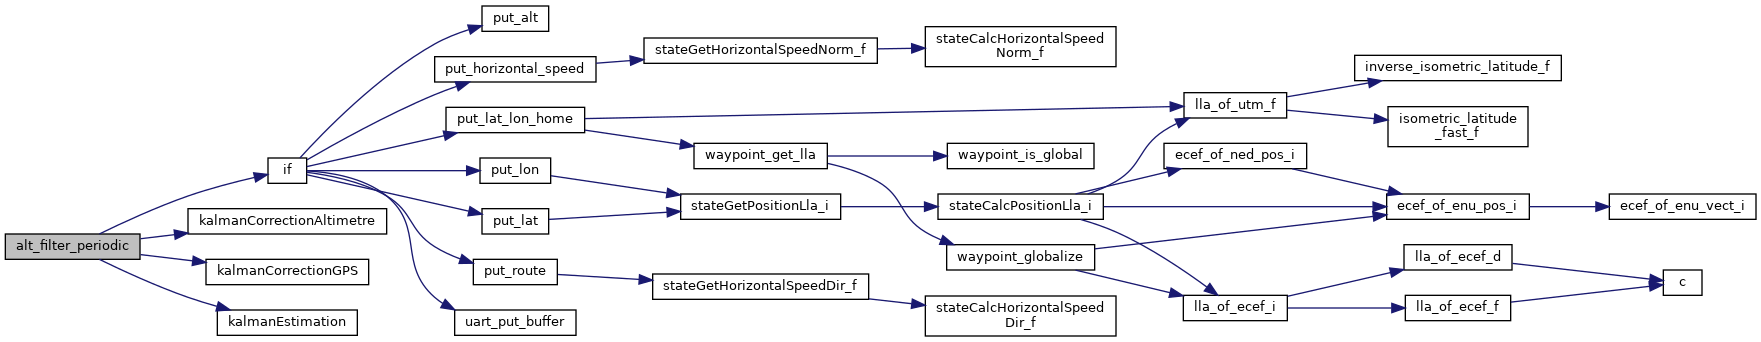 put_alt
stateGetHorizontalSpeedNorm_f
stateCalcHorizontalSpeed
Norm_f
put_horizontal_speed
inverse_isometric_latitude_f
put_lat_lon_home
lla_of_utm_f
isometric_latitude
_fast_f
waypoint_get_lla
waypoint_is_global
ecef_of_ned_pos_i
if
put_lon
stateGetPositionLla_i
stateCalcPositionLla_i
ecef_of_enu_pos_i
ecef_of_enu_vect_i
kalmanCorrectionAltimetre
put_lat
alt_filter_periodic
waypoint_globalize
lla_of_ecef_d
kalmanCorrectionGPS
put_route
stateGetHorizontalSpeedDir_f
c
kalmanEstimation
uart_put_buffer
stateCalcHorizontalSpeed
Dir_f
lla_of_ecef_i
lla_of_ecef_f